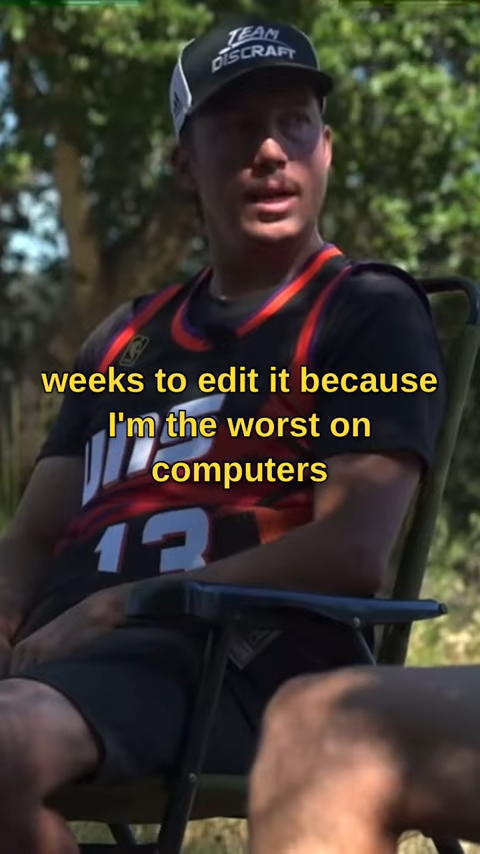 TEAM
DISCRAFT
weeks to edit it because
I'm the worst on
computers
13